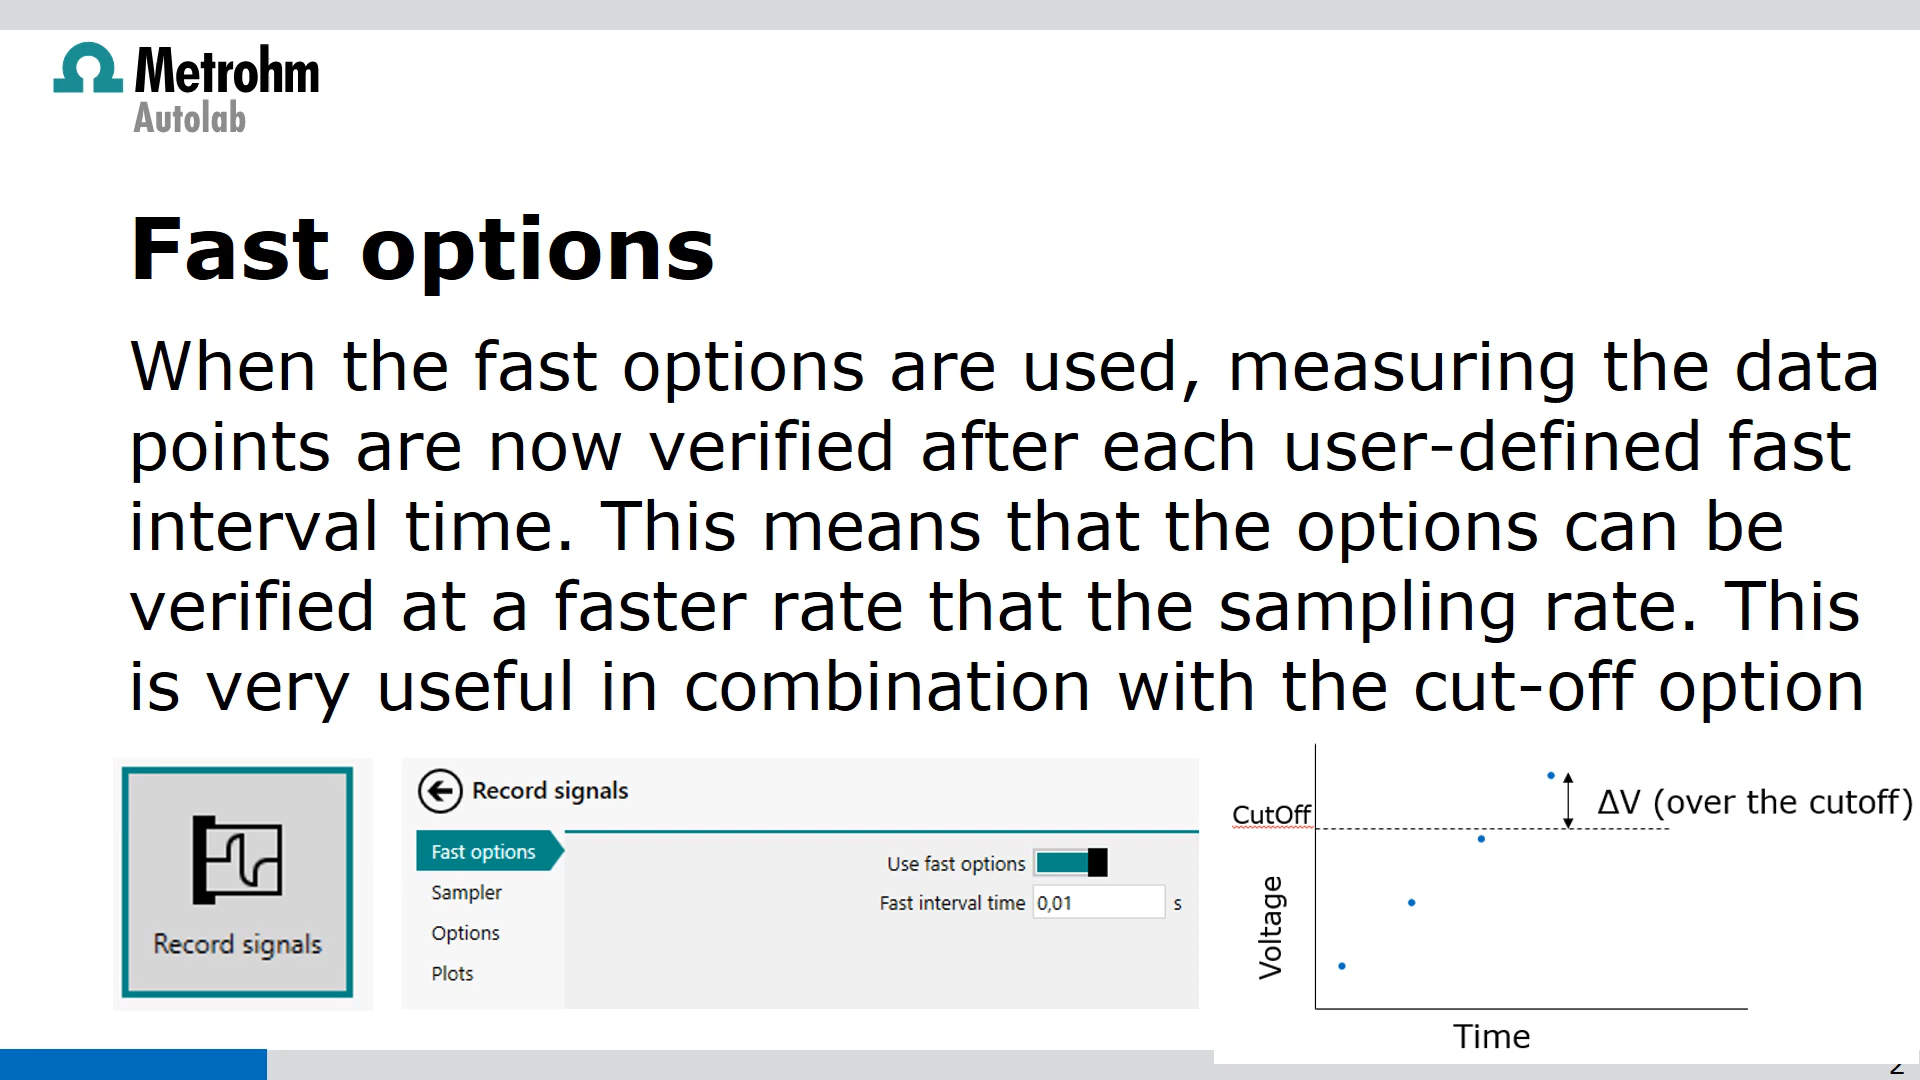 Metrohm
Autolab
Fast options
When the fast options are used, measuring the data
points are now verified after each user-defined fast
interval time. This means that the options can be
verified at a faster rate that the sampling rate. This
is very useful in combination with the cut-off option
Record signals
Record signals
Fast options
Sampler
Options
Plots
Use fast options
Fast interval time 0,01 s
CutOff
ΔV (over the cutoff)
Voltage
Time
2